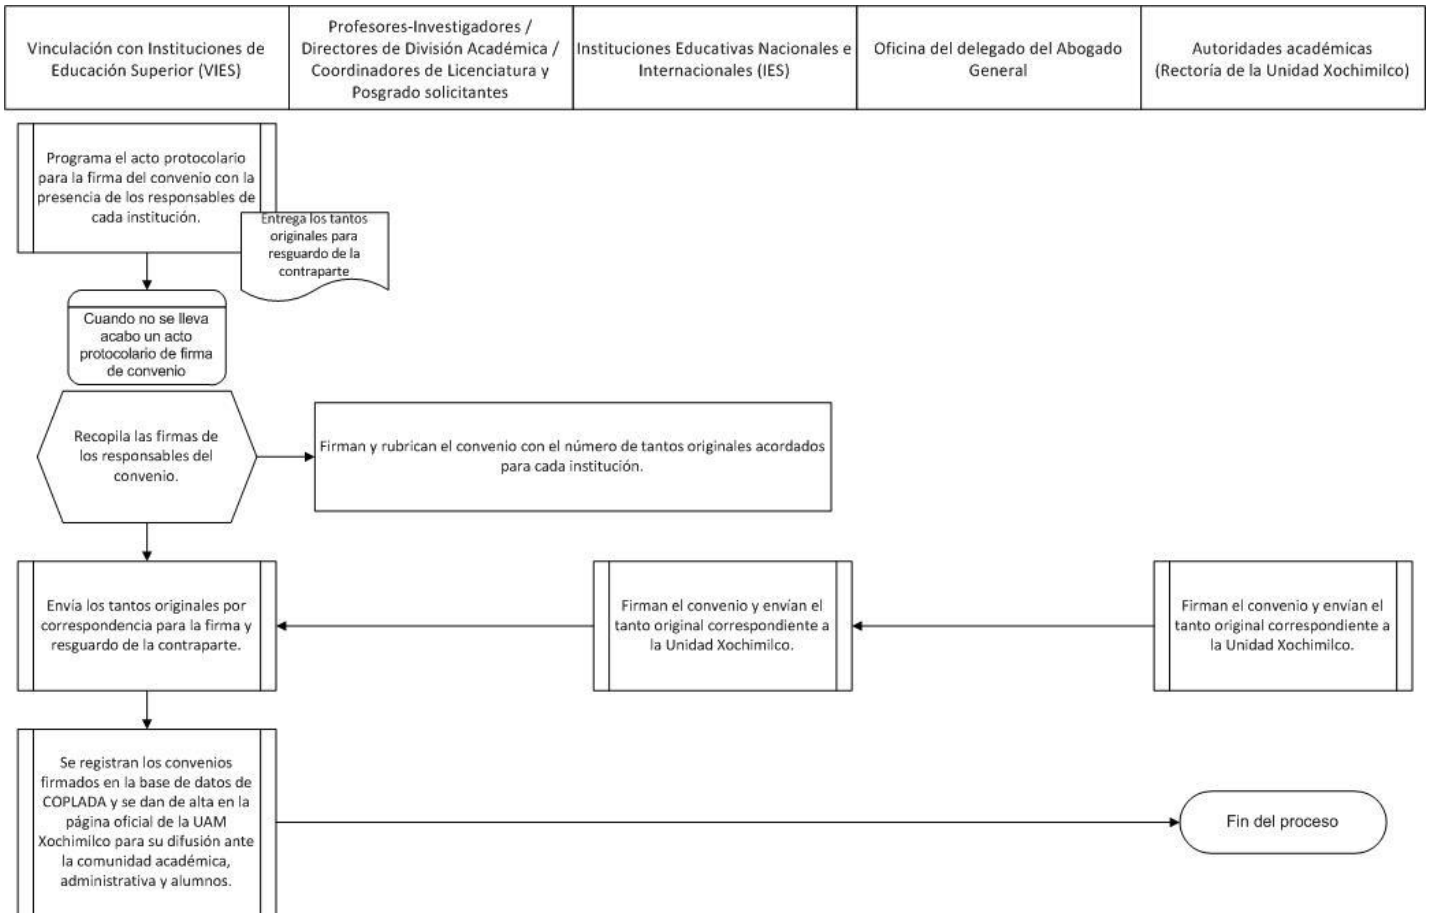 Vinculación con Instituciones de
Educación Superior (VIES)
Profesores-Investigadores /
Directores de División Académica /
Coordinadores de Licenciatura y
Posgrado solicitantes
Instituciones Educativas Nacionales e
Internacionales (IES)
Oficina del delegado del Abogado
General
Autoridades académicas
(Rectoría de la Unidad Xochimilco)
Programa el acto protocolario
para la firma del convenio con la
presencia de los responsables de
cada institución.
Entrega los tantos
originales para
resguardo de la
contraparte
Cuando no se lleva
acabo un acto
protocolario de firma
de convenio
Recopila las firmas de
los responsables del
convenio.
Firman y rubrican el convenio con el número de tantos originales acordados
para cada institución.
Envía los tantos originales por
correspondencia para la firma y
resguardo de la contraparte.
Firman el convenio y envían el
tanto original correspondiente a
la Unidad Xochimilco.
Firman el convenio y envían el
tanto original correspondiente a
la Unidad Xochimilco.
Se registran los convenios
firmados en la base de datos de
COPLADA y se dan de alta en la
página oficial de la UAM
Xochimilco para su difusión ante
la comunidad académica,
administrativa y alumnos.
Fin del proceso